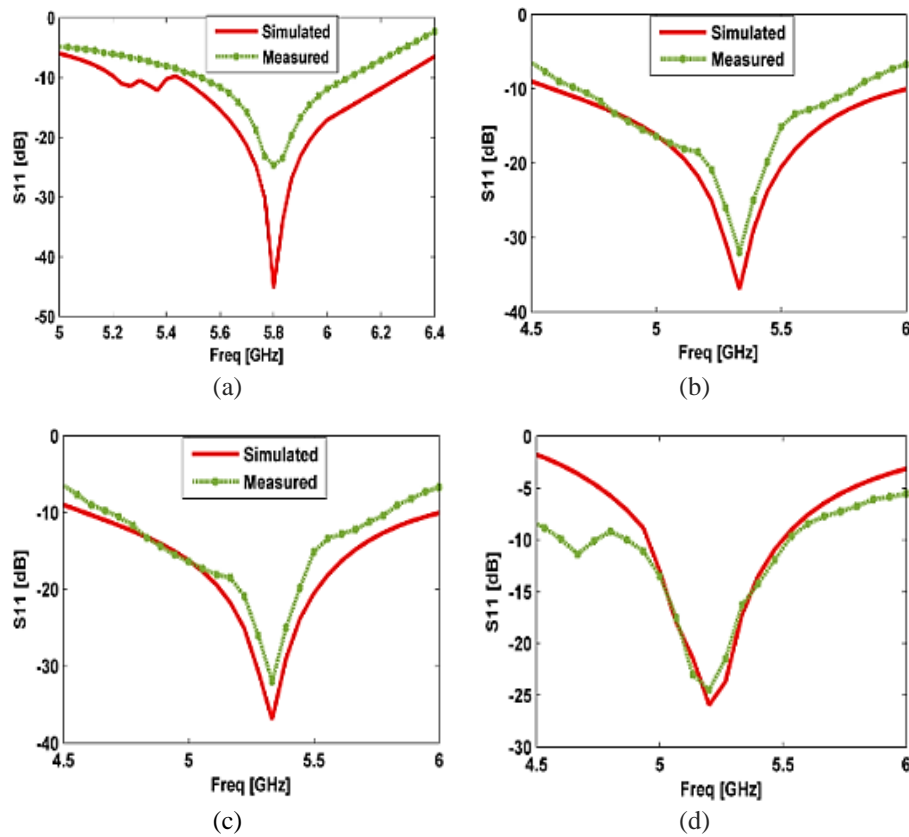 0
-10
-20
-30
-40
-50
S11 [dB]
Simulated
Measured
5 5.2 5.4 5.6 5.8 6 6.2 6.4
Freq [GHz]
(a)
0
-10
-20
-30
-40
S11 [dB]
Simulated
Measured
4.5 5 5.5 6
Freq [GHz]
(b)
0
-10
-20
-30
-40
S11 [dB]
Simulated
Measured
4.5 5 5.5 6
Freq [GHz]
(c)
0
-5
-10
-15
-20
-25
-30
S11 [dB]
4.5 5 5.5 6
Freq [GHz]
(d)